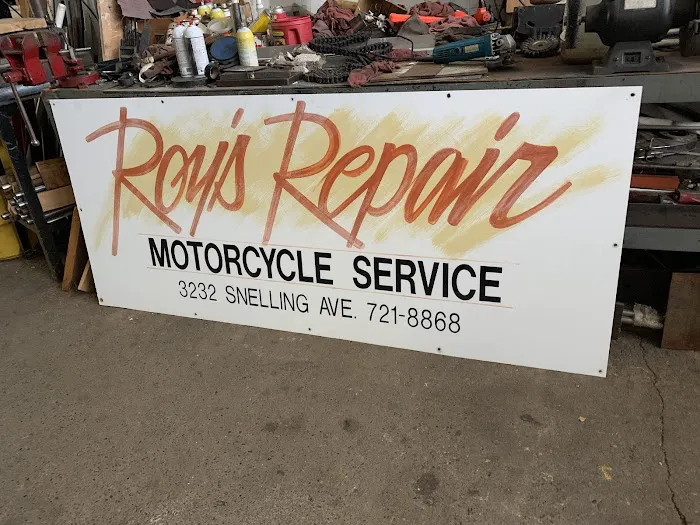 Roy's Repair
MOTORCYCLE SERVICE
3232 SNELLING AVE. 721-8868